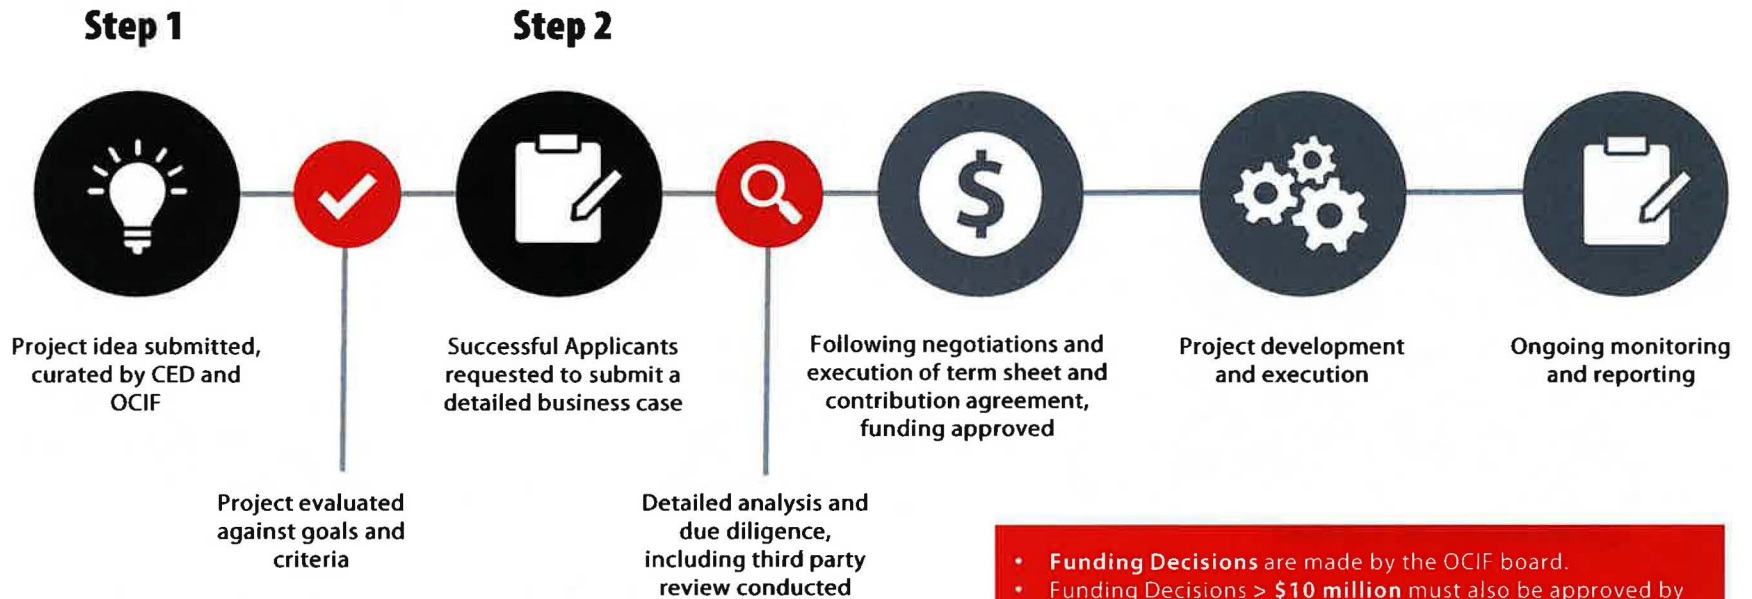 Step 1
Step 2
Project idea submitted,
curated by CED and
OCIF
Successful Applicants
requested to submit a
detailed business case
Following negotiations and
execution of term sheet and
contribution agreement,
funding approved
Project development
and execution
Ongoing monitoring
and reporting
Project evaluated
against goals and
criteria
Detailed analysis and
due diligence,
including third party
review conducted
• Funding Decisions are made by the OCIF board.
• Funding Decisions > $10 million must also be approved by